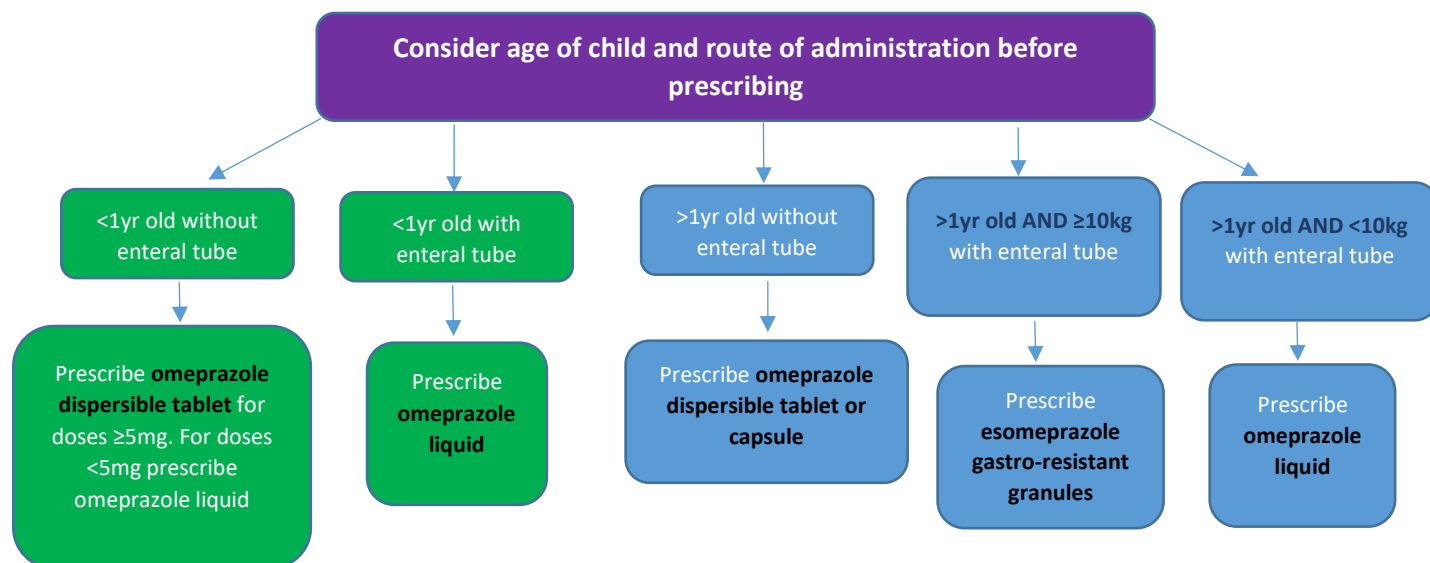 Consider age of child and route of administration before
prescribing
<1yr old without
enteral tube
<1yr old with
enteral tube
>1yr old without
enteral tube
>1yr old AND ≥10kg
with enteral tube
>1yr old AND <10kg
with enteral tube
Prescribe omeprazole
dispersible tablet for
doses ≥5mg. For doses
<5mg prescribe
omeprazole liquid
Prescribe
omeprazole
liquid
Prescribe omeprazole
dispersible tablet or
capsule
Prescribe
esomeprazole
gastro-resistant
granules
Prescribe
omeprazole
liquid